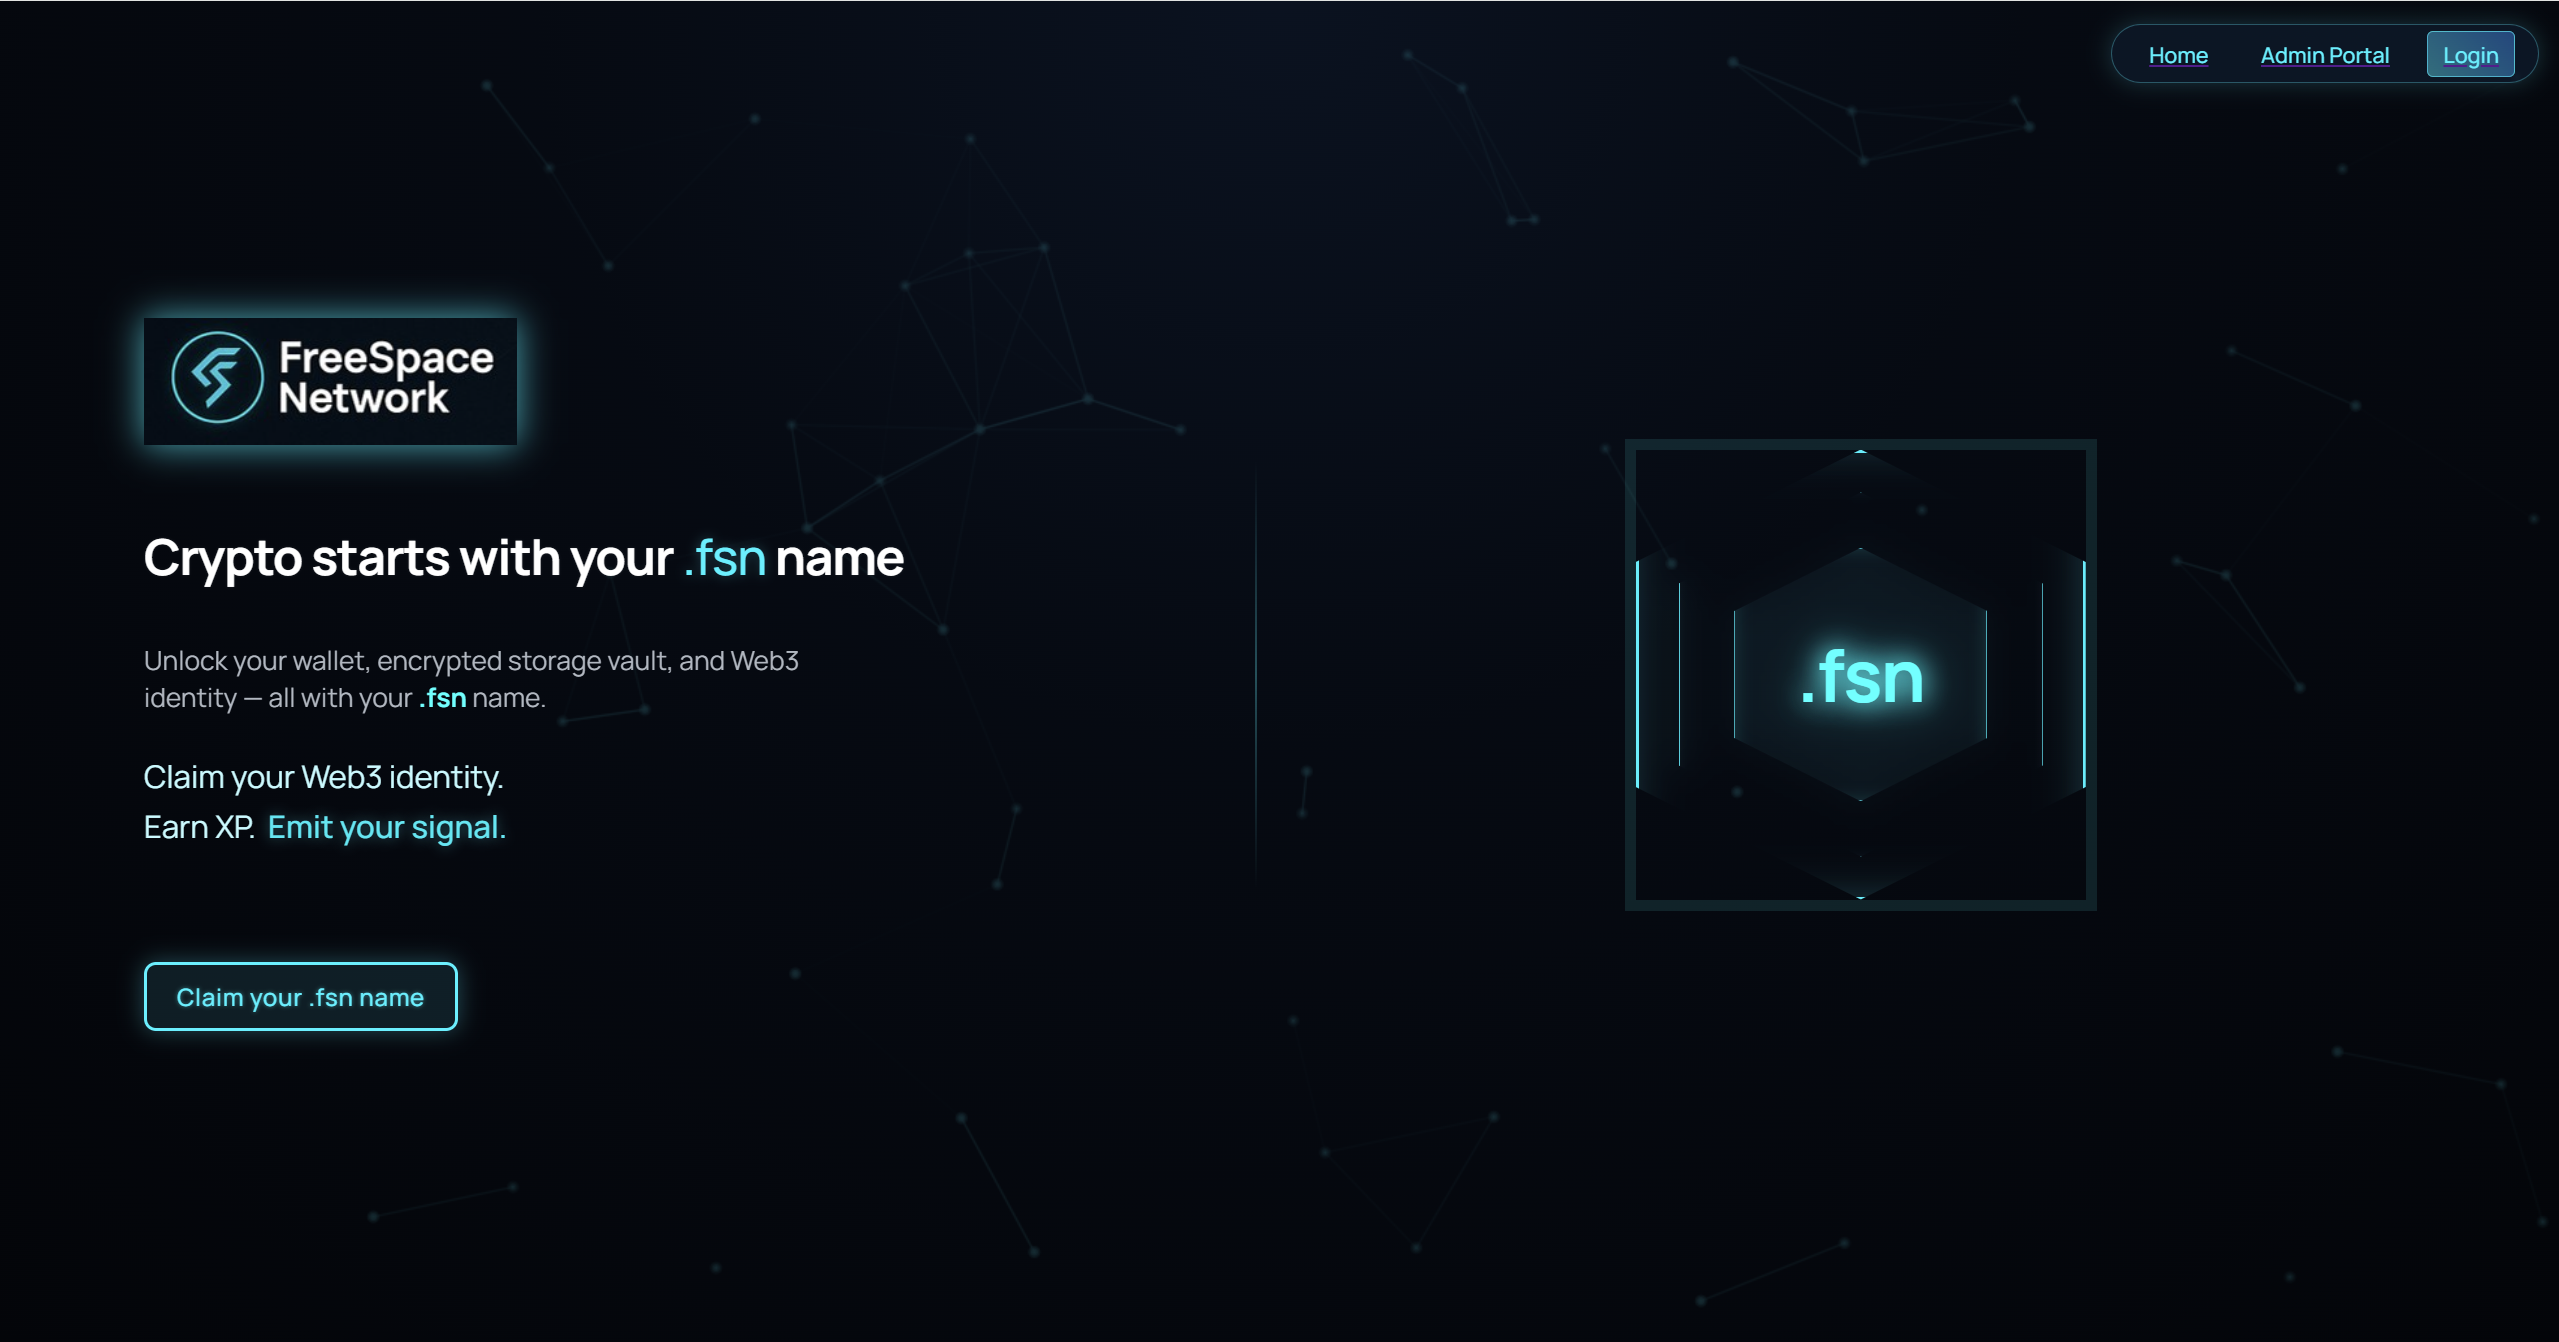 Home Admin Portal Login
FreeSpace
Network
Crypto starts with your .fsn name
Unlock your wallet, encrypted storage vault, and Web3
identity — all with your .fsn name.
Claim your Web3 identity.
Earn XP. Emit your signal.
Claim your .fsn name
.fsn